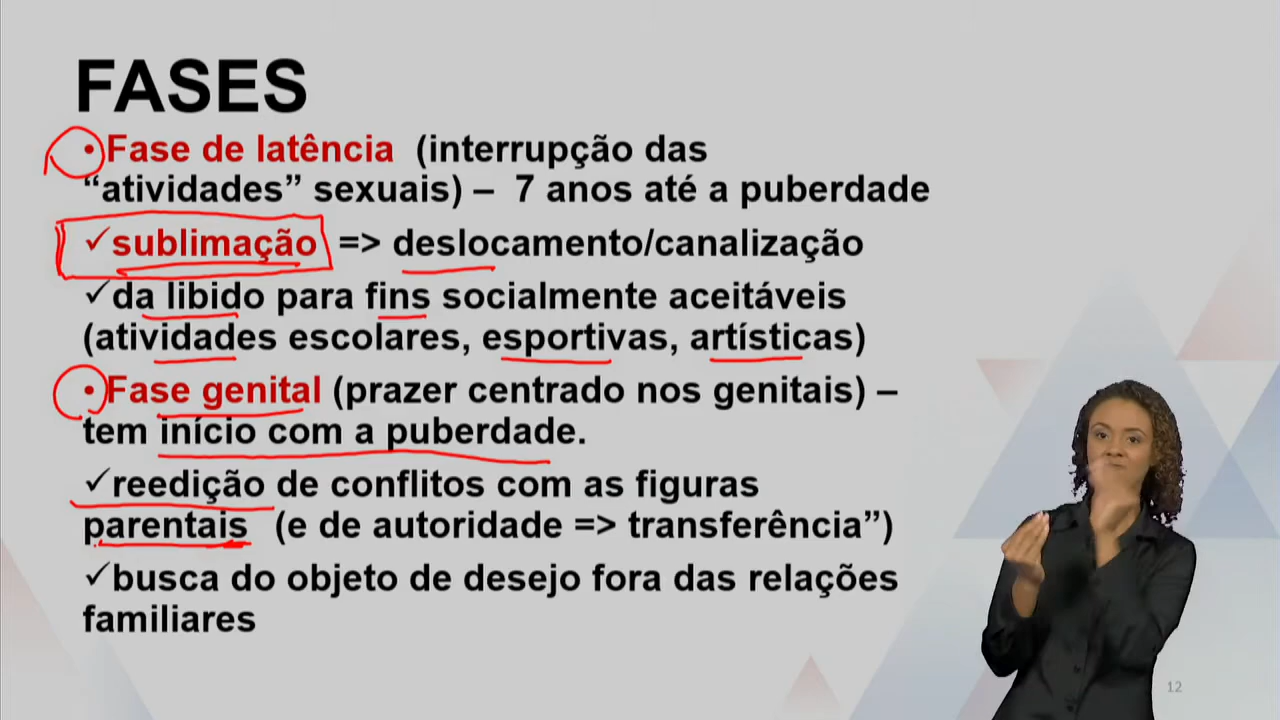 FASES
•Fase de latência (interrupção das
“atividades” sexuais) – 7 anos até a puberdade
✓sublimação => deslocamento/canalização
✓da libido para fins socialmente aceitáveis
(atividades escolares, esportivas, artísticas)
•Fase genital (prazer centrado nos genitais) –
tem início com a puberdade.
✓reedição de conflitos com as figuras
parentais (e de autoridade => transferência”)
✓busca do objeto de desejo fora das relações
familiares
12